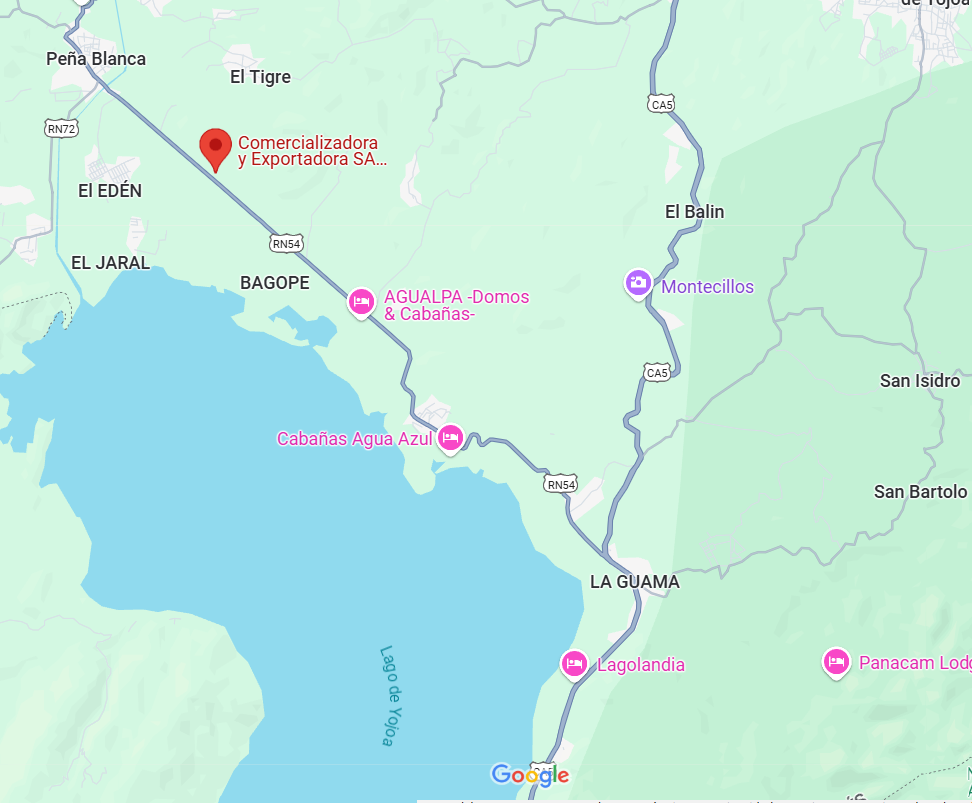 de Yojoa
Peña Blanca
El Tigre
CA5
RN72
Comercializadora
y Exportadora SA...
El EDÉN
El Balin
RN54
EL JARAL
BAGOPE
Montecillos
AGUALPA -Domos
& Cabañas-
CA5
San Isidro
Cabañas Agua Azul
RN54
San Bartolo
LA GUAMA
Lagolandia
Panacam Lodg
Lago de Yojoa
Google